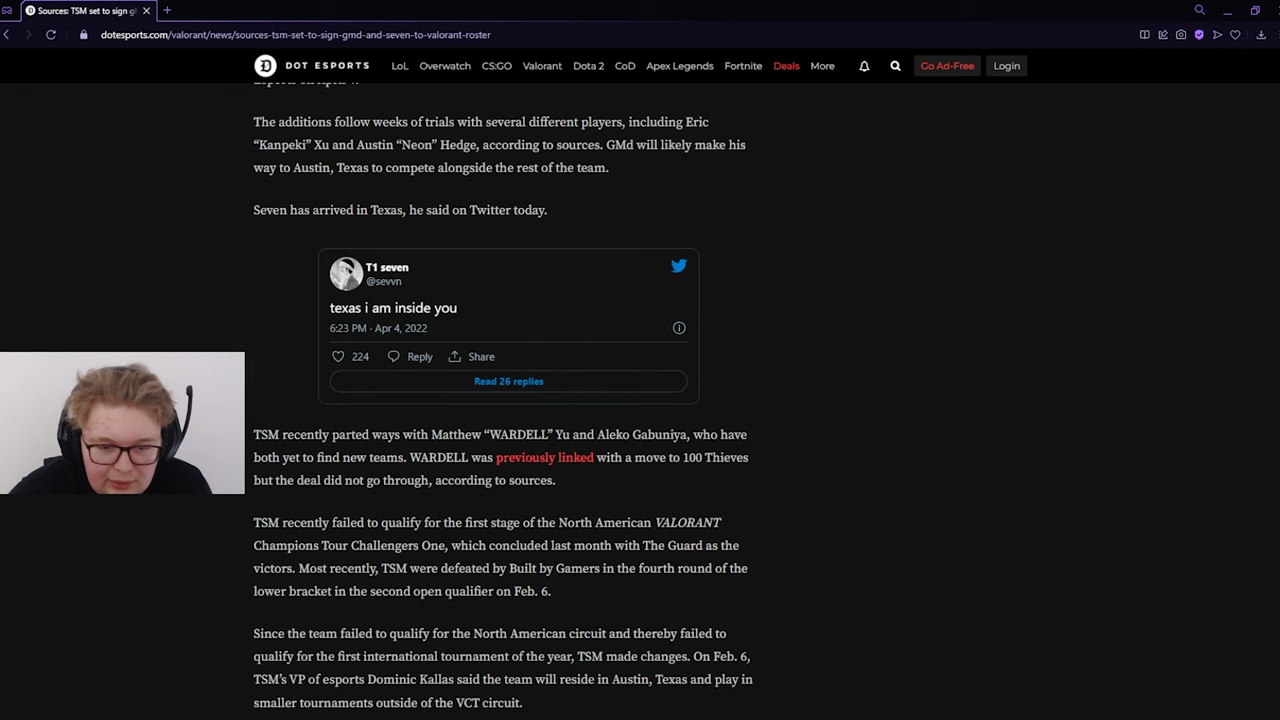 Sources: TSM set to sign g
dotesports.com/valorant/news/sources-tsm-set-to-sign-gmd-and-seven-to-valorant-roster
DOT ESPORTS LoL Overwatch CS:GO Valorant Dota 2 CoD Apex Legends Fortnite Deals More Go Ad-Free Login
The additions follow weeks of trials with several different players, including Eric
“Kanpeki” Xu and Austin “Neon” Hedge, according to sources. GMd will likely make his
way to Austin, Texas to compete alongside the rest of the team.
Seven has arrived in Texas, he said on Twitter today.
T1 seven
@sevvn
texas i am inside you
6:23 PM · Apr 4, 2022
224 Reply Share
Read 26 replies
TSM recently parted ways with Matthew “WARDELL” Yu and Aleko Gabuniya, who have
both yet to find new teams. WARDELL was previously linked with a move to 100 Thieves
but the deal did not go through, according to sources.
TSM recently failed to qualify for the first stage of the North American VALORANT
Champions Tour Challengers One, which concluded last month with The Guard as the
victors. Most recently, TSM were defeated by Built by Gamers in the fourth round of the
lower bracket in the second open qualifier on Feb. 6.
Since the team failed to qualify for the North American circuit and thereby failed to
qualify for the first international tournament of the year, TSM made changes. On Feb. 6,
TSM’s VP of esports Dominic Kallas said the team will reside in Austin, Texas and play in
smaller tournaments outside of the VCT circuit.